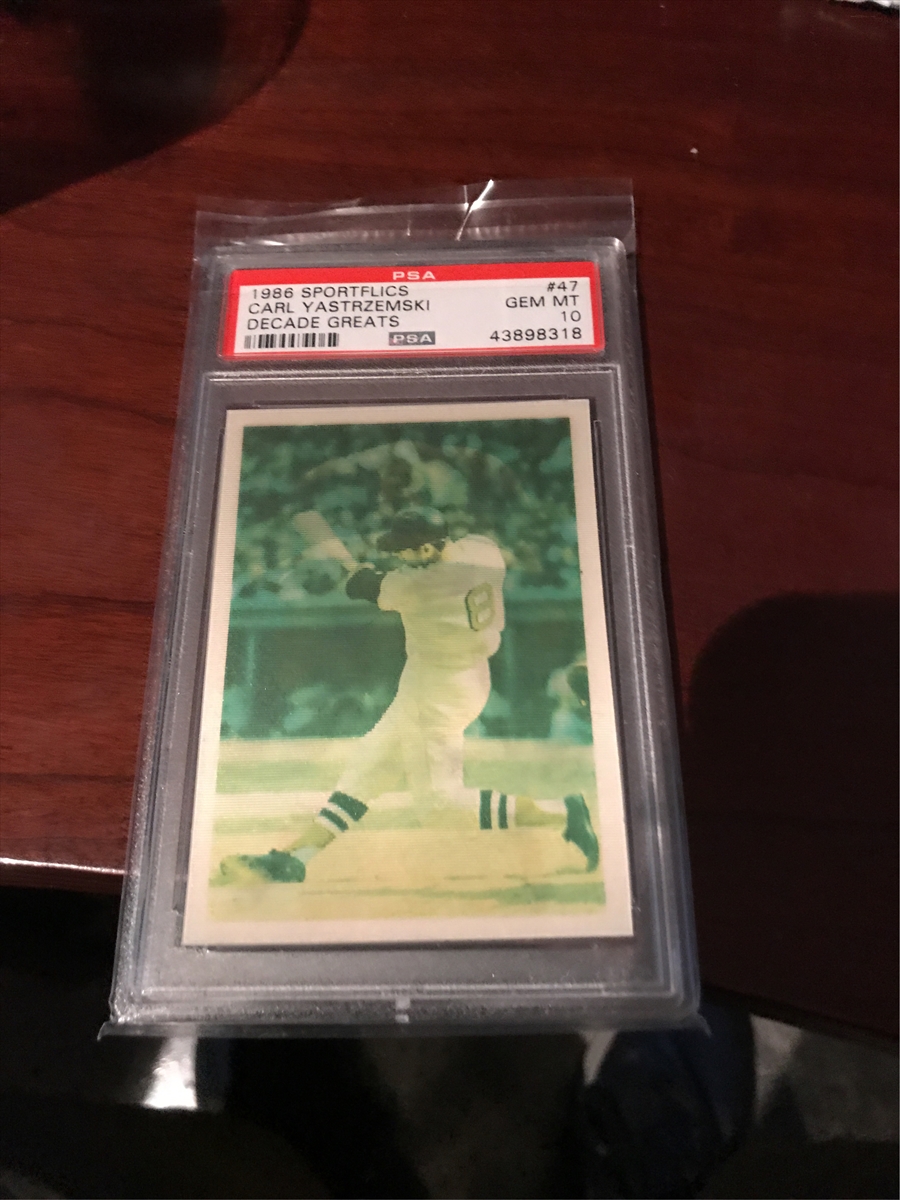 PSA
1986 SPORTFLICS #47
CARL YASTRZEMSKI GEM MT
DECADE GREATS 10
PSA 43898318
8